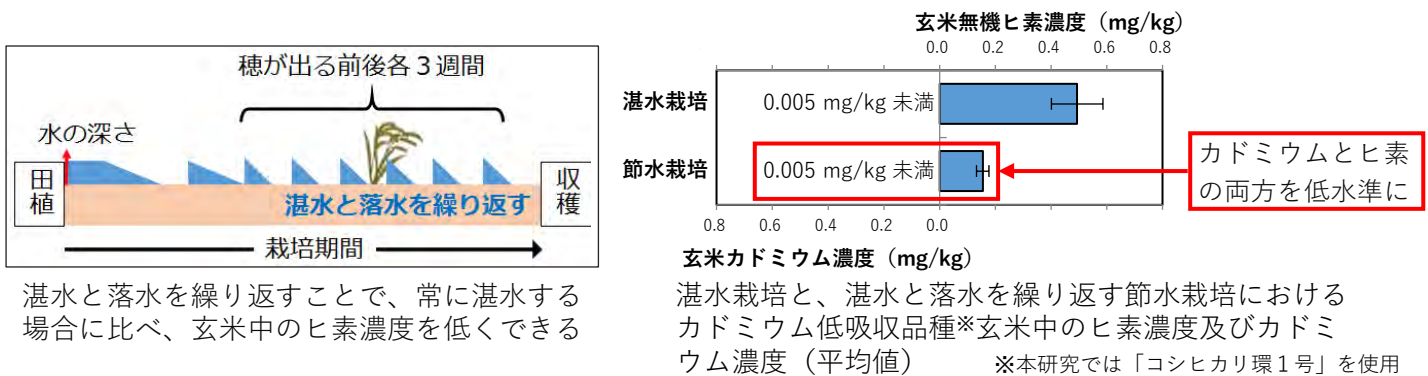 穂が出る前後各3週間
水の深さ
田植
収穫
湛水と落水を繰り返す
栽培期間
湛水と落水を繰り返すことで、常に湛水する
場合に比べ、玄米中のヒ素濃度を低くできる
玄米無機ヒ素濃度（mg/kg）
0.0 0.2 0.4 0.6 0.8
湛水栽培 0.005 mg/kg 未満
節水栽培 0.005 mg/kg 未満
カドミウムとヒ素
の両方を低水準に
0.8 0.6 0.4 0.2 0.0
玄米カドミウム濃度（mg/kg）
湛水栽培と、湛水と落水を繰り返す節水栽培における
カドミウム低吸収品種※玄米中のヒ素濃度及びカドミ
ウム濃度（平均値） ※本研究では「コシヒカリ環1号」を使用